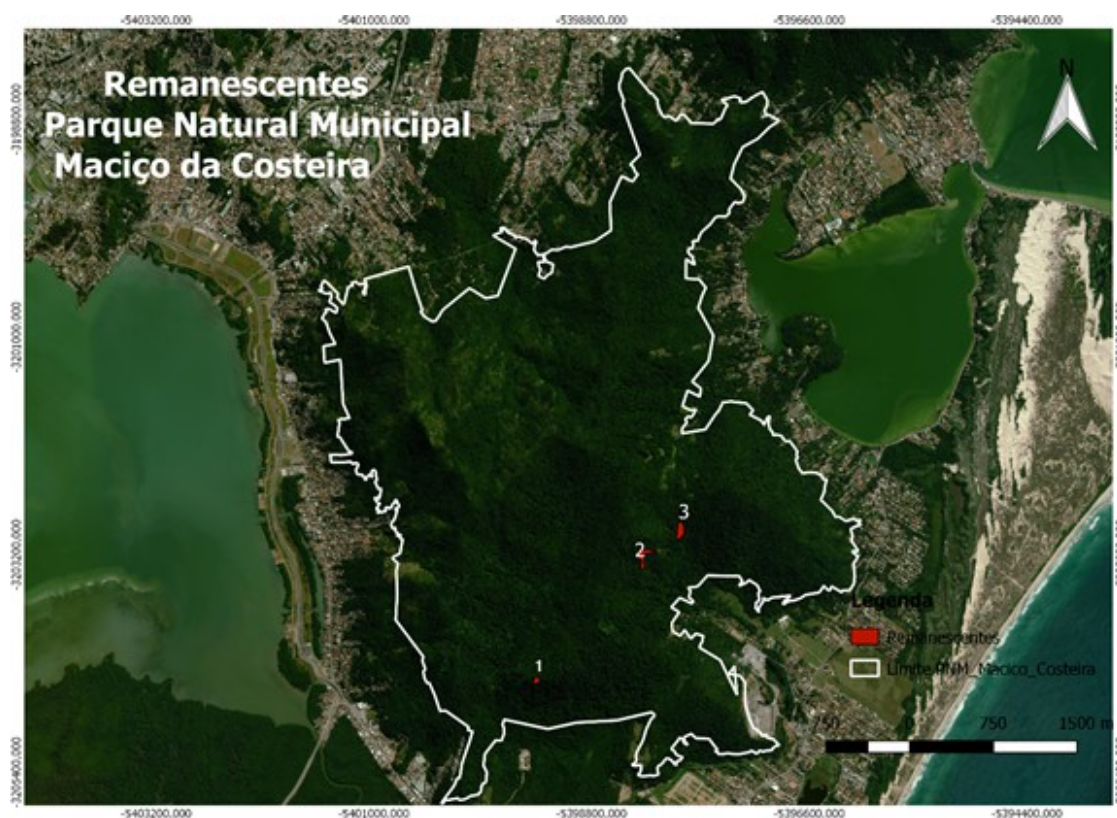 -5403200.000 -5401000.000 -5398800.000 -5396600.000 -5394400.000
N
Remanescentes
Parque Natural Municipal
Maciço da Costeira
-3198800.000
-3201000.000
-3203200.000
-3205400.000
3
2
1
4
Legenda
Remanescentes
Limite PNM_Macico_Costeira
750 0 750 1500 m
-5403200.000 -5401000.000 -5398800.000 -5396600.000 -5394400.000